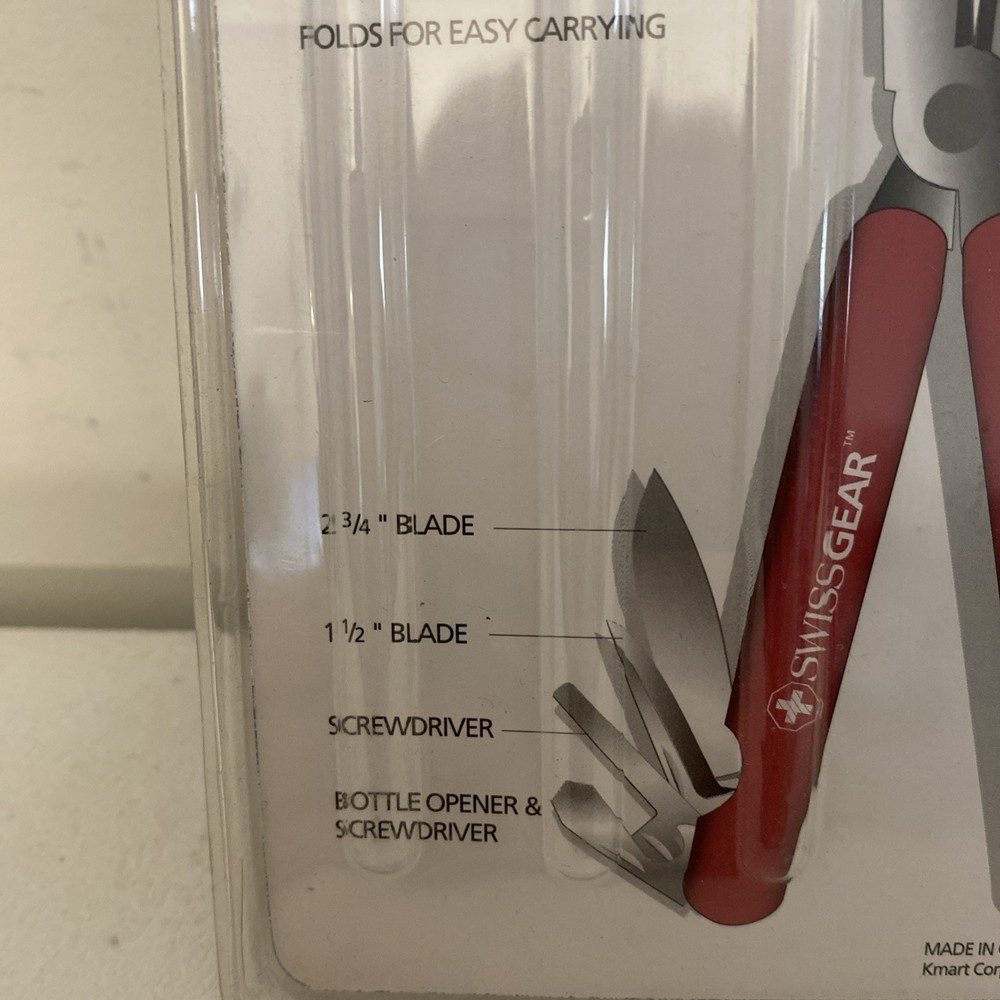 FOLDS FOR EASY CARRYING
2 3/4 " BLADE
1 1/2 " BLADE
SCREWDRIVER
BOTTLE OPENER &
SCREWDRIVER
SWISSGEAR™
MADE IN
Kmart